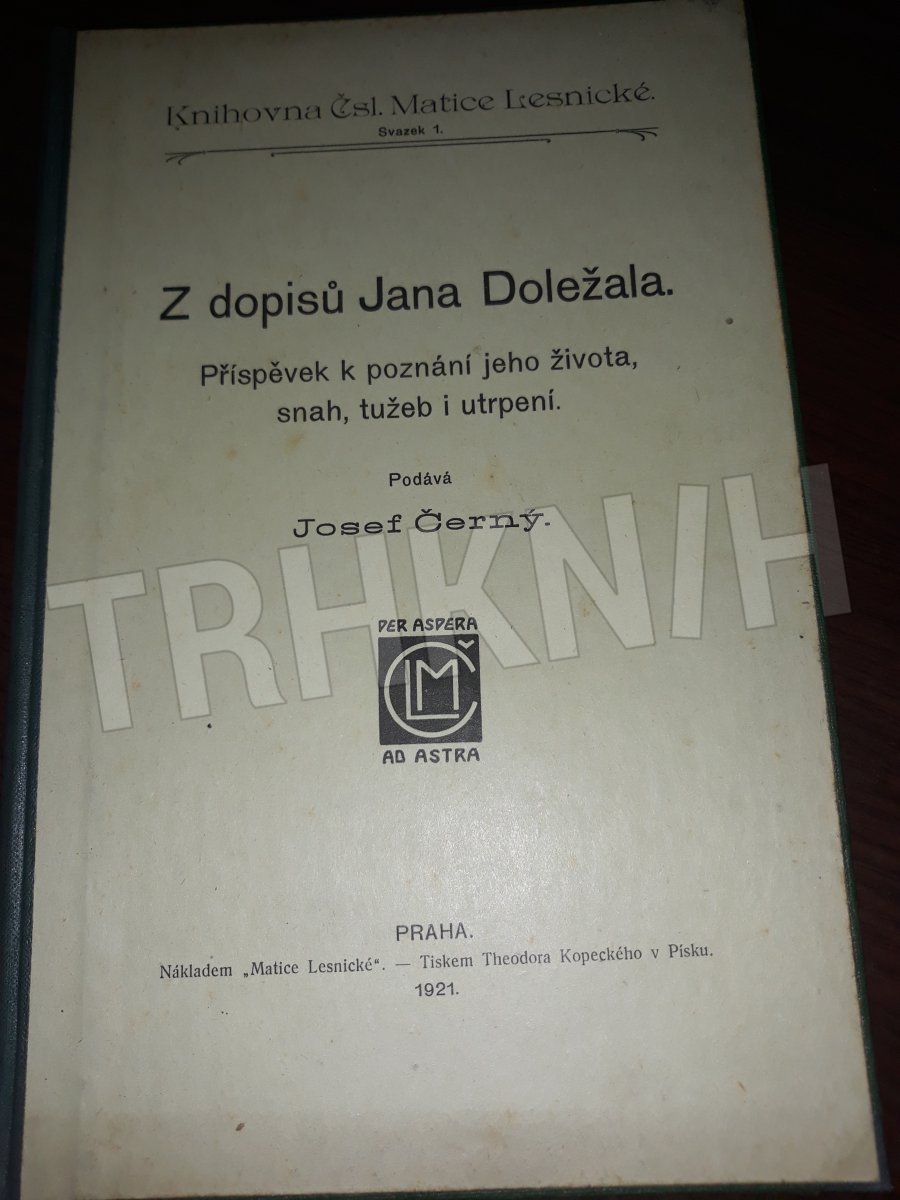 Knihovna Čsl. Matice Lesnické.
Svazek 1.
Z dopisů Jana Doležala.
Příspěvek k poznání jeho života,
snah, tužeb i utrpení.
Podává
Josef Černý.
TRHKNIH
PER ASPERA
ČLM
AD ASTRA
PRAHA.
Nákladem „Matice Lesnické“. — Tiskem Theodora Kopeckého v Písku.
1921.